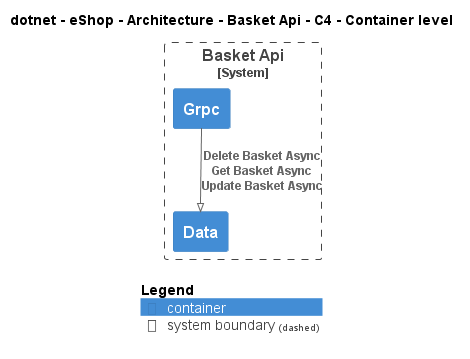 dotnet - eShop - Architecture - Basket Api - C4 - Container level
Basket Api
[System]
Grpc
Delete Basket Async
Get Basket Async
Update Basket Async
Data
Legend
container
system boundary (dashed)